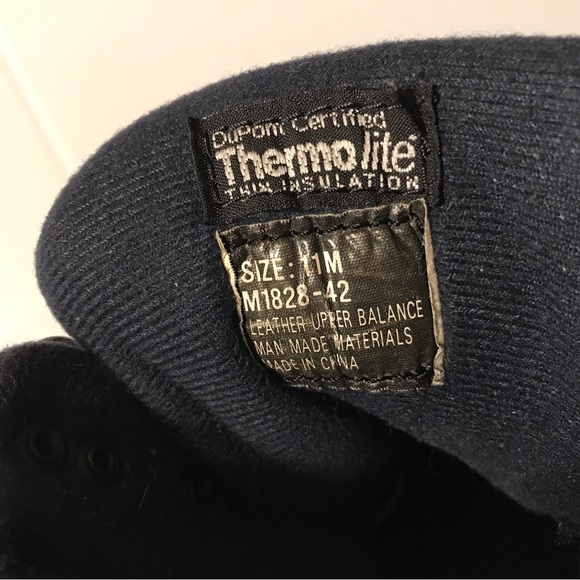 DuPont Certified
Thermolite
THIN INSULATION
SIZE: 11M
M1828-42
LEATHER UPPER BALANCE
MAN MADE MATERIALS
MADE IN CHINA